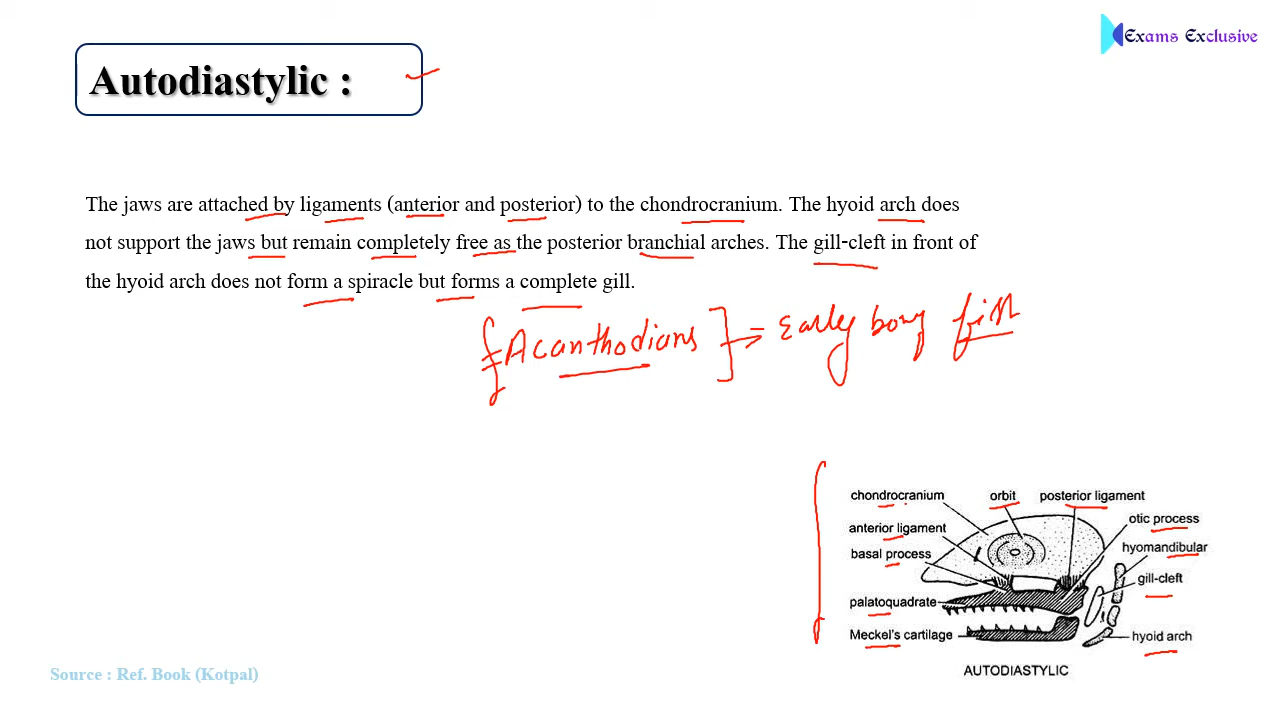 Exams Exclusive
Autodiastylic :
The jaws are attached by ligaments (anterior and posterior) to the chondrocranium. The hyoid arch does
not support the jaws but remain completely free as the posterior branchial arches. The gill-cleft in front of
the hyoid arch does not form a spiracle but forms a complete gill.
Acanthodians ] = Early bony fish
chondrocranium
orbit
posterior ligament
anterior ligament
otic process
basal process
hyomandibular
gill-cleft
palatoquadrate
Meckel's cartilage
hyoid arch
AUTODIASTYLIC
Source : Ref. Book (Kotpal)